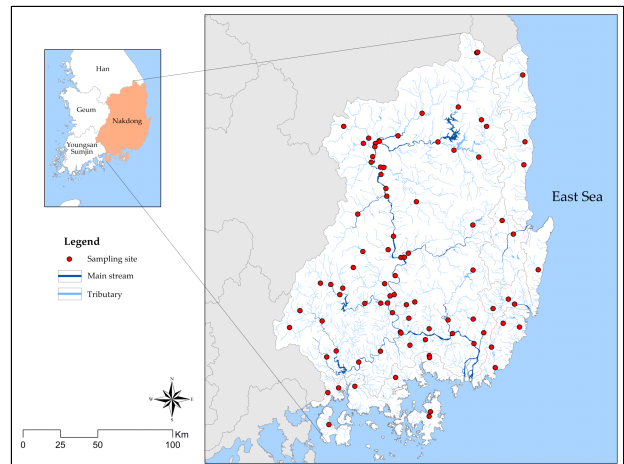 Han
Geum
Nakdong
Youngsan
Sumjin
East Sea
Legend
Sampling site
Main stream
Tributary
N
W
E
S
0 25 50 100
Km